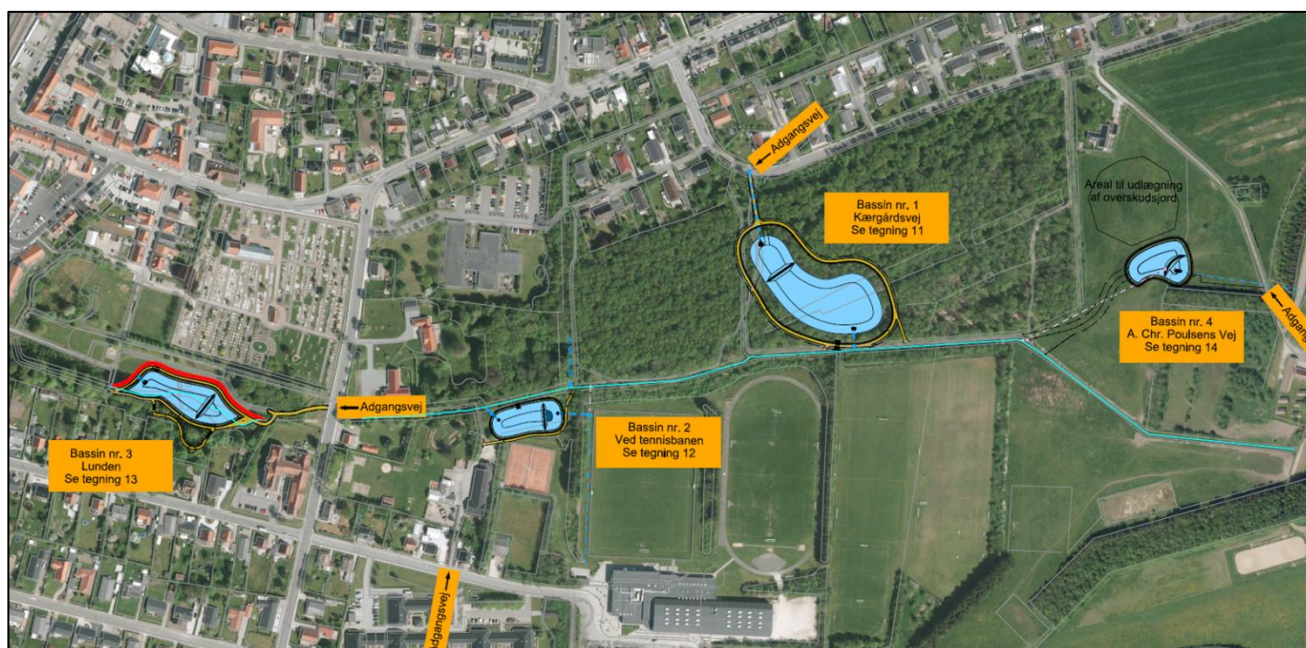 Adgangsvej
Bassin nr. 1
Kærgårdsvej
Se tegning 11
Areal til udlægning
af overskudsjord
Bassin nr. 4
A. Chr. Poulsens Vej
Se tegning 14
Adgang
Adgangsvej
Bassin nr. 2
Ved tennisbanen
Se tegning 12
Bassin nr. 3
Lunden
Se tegning 13
Adgangsvej